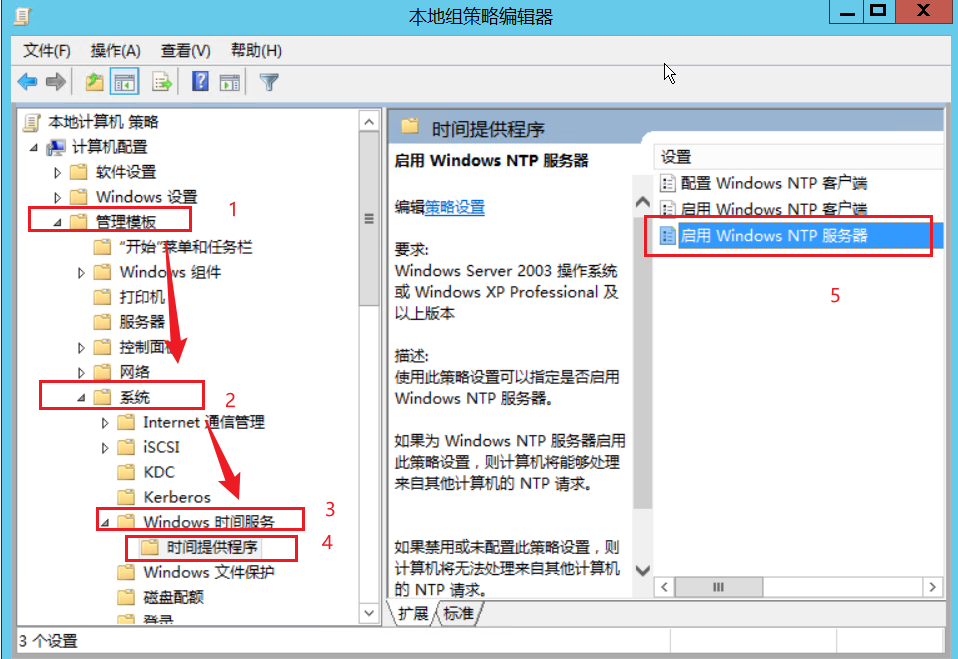 本地组策略编辑器
文件(F) 操作(A) 查看(V) 帮助(H)
本地计算机 策略
计算机配置
软件设置
Windows 设置
管理模板
1
“开始”菜单和任务栏
Windows 组件
打印机
服务器
控制面板
网络
系统
2
Internet 通信管理
iSCSI
KDC
Kerberos
Windows 时间服务
3
时间提供程序
4
Windows 文件保护
磁盘配额
登录
时间提供程序
启用 Windows NTP 服务器
编辑策略设置
要求:
Windows Server 2003 操作系统
或 Windows XP Professional 及
以上版本
描述:
使用此策略设置可以指定是否启用
Windows NTP 服务器。
如果为 Windows NTP 服务器启用
此策略设置，则计算机将能够处理
来自其他计算机的 NTP 请求。
如果禁用或未配置此策略设置，则
计算机将无法处理来自其他计算机
的 NTP 请求。
设置
配置 Windows NTP 客户端
启用 Windows NTP 客户端
启用 Windows NTP 服务器
5
扩展 标准
3 个设置